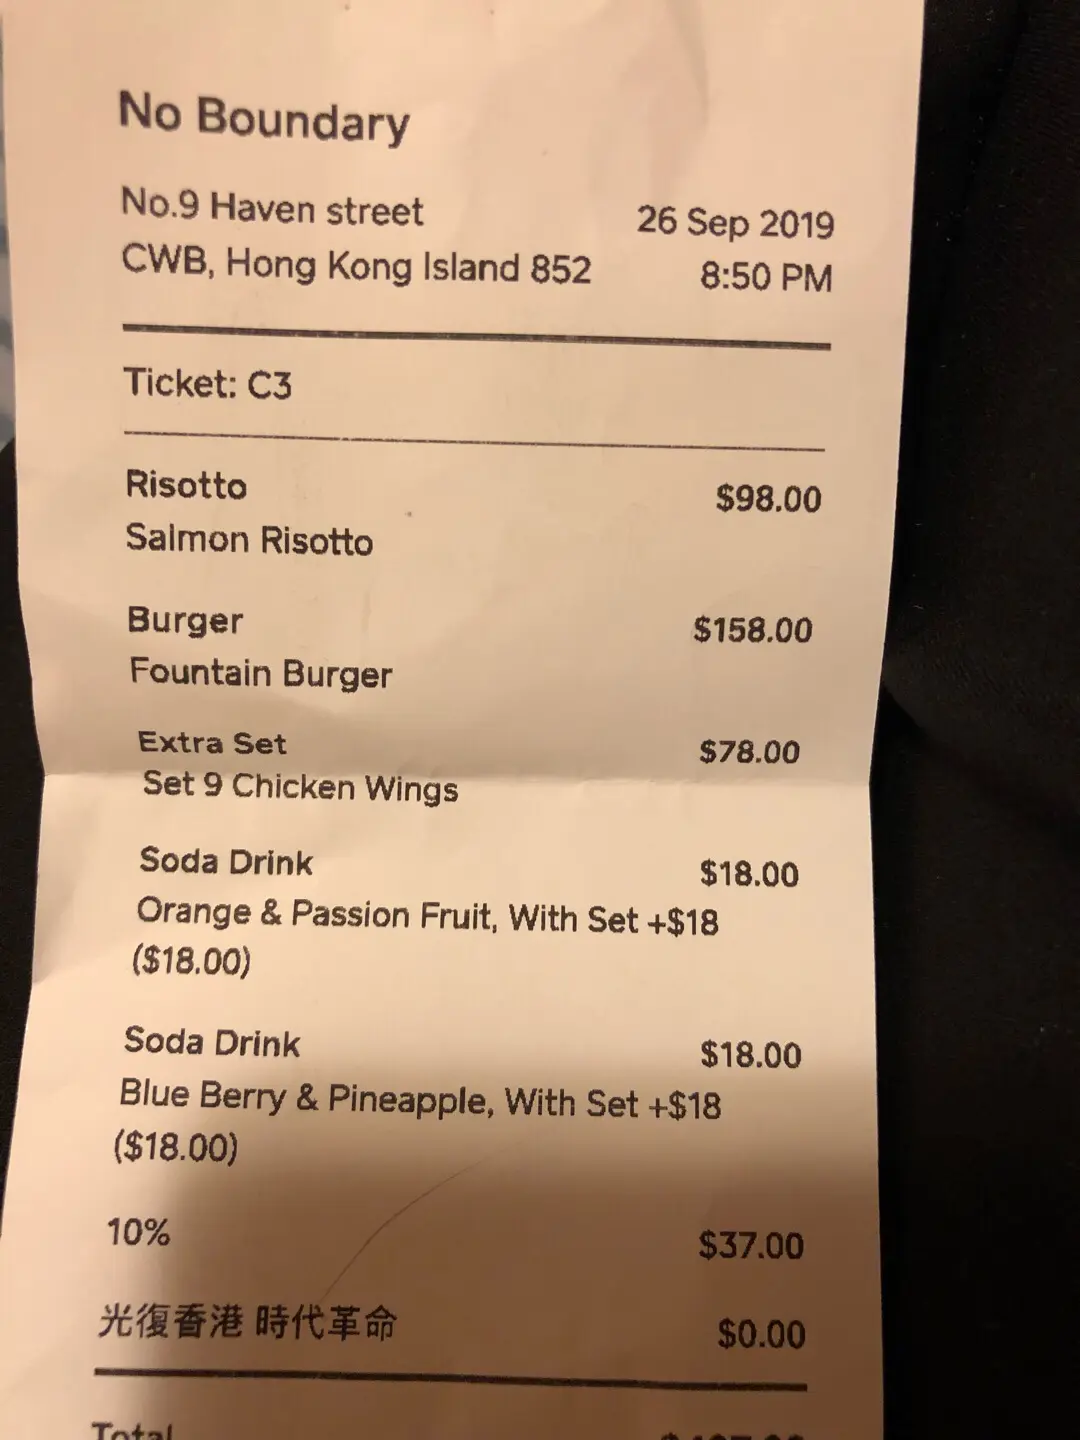 No Boundary
No.9 Haven street
26 Sep 2019
CWB, Hong Kong Island 852
8:50 PM
Ticket: C3
Risotto
$98.00
Salmon Risotto
Burger
$158.00
Fountain Burger
Extra Set
$78.00
Set 9 Chicken Wings
Soda Drink
$18.00
Orange & Passion Fruit, With Set +$18
($18.00)
Soda Drink
$18.00
Blue Berry & Pineapple, With Set +$18
($18.00)
10%
$37.00
光復香港 時代革命
$0.00
Total